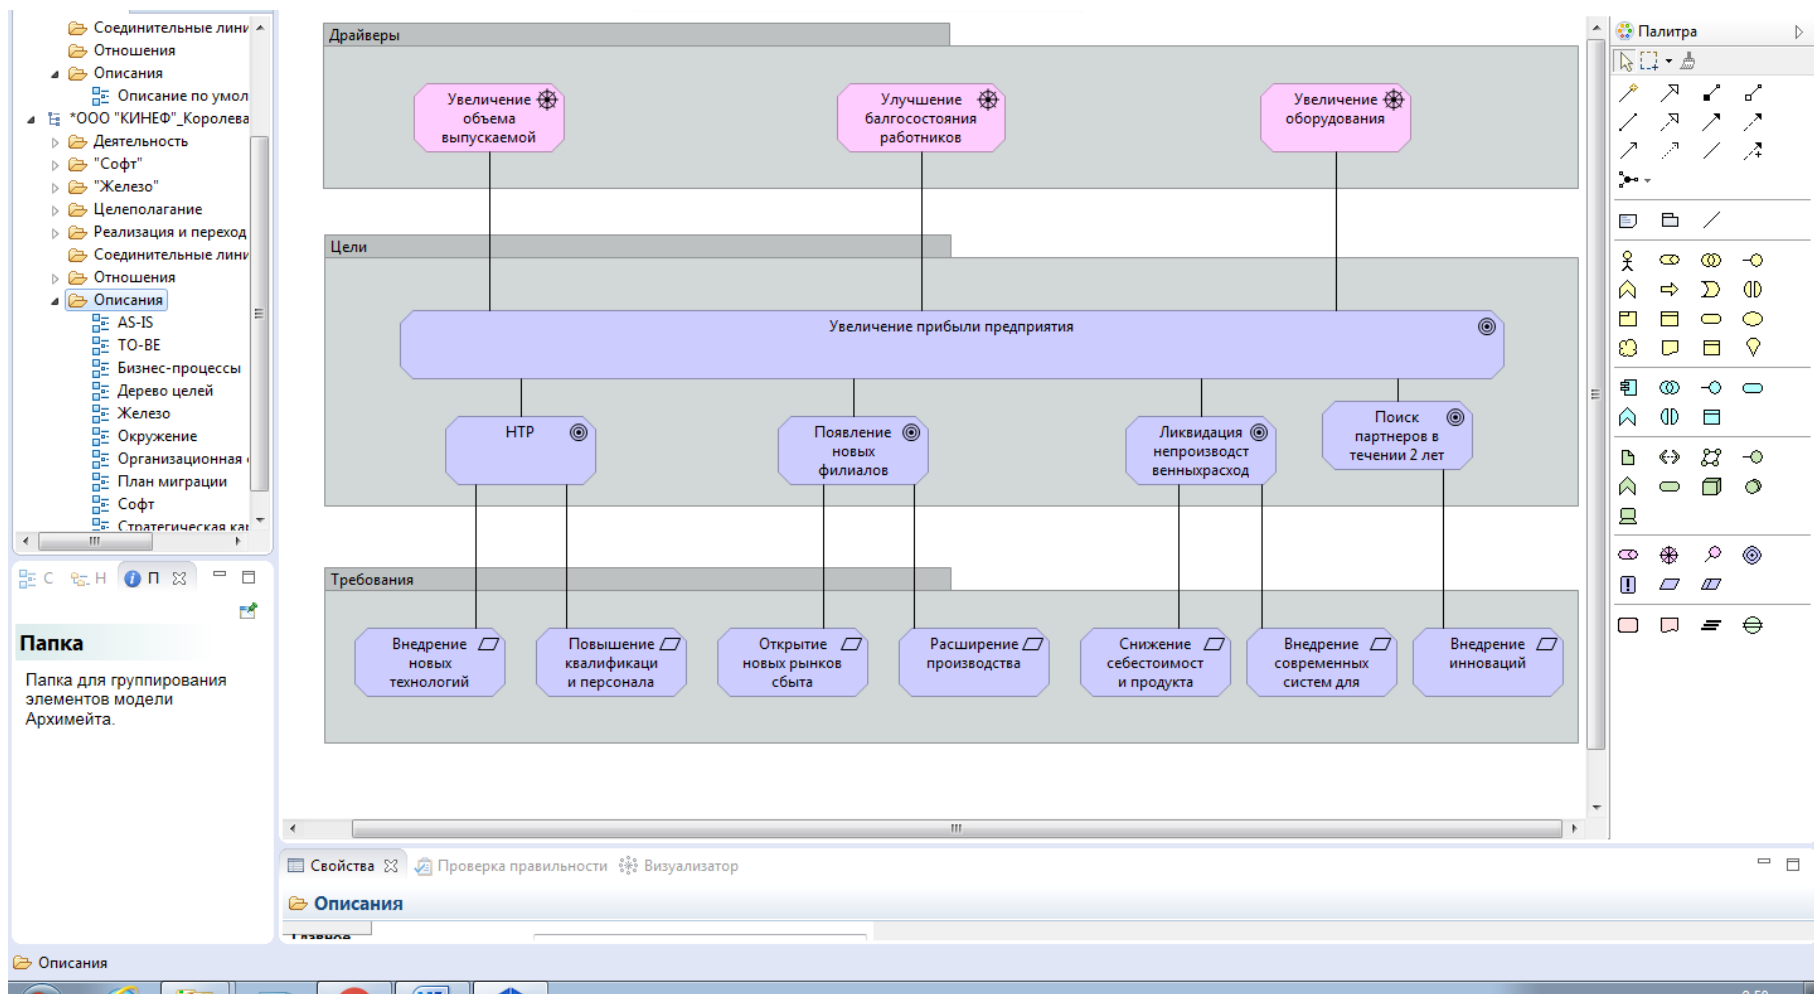 Соединительные лини
Отношения
Описания
Описание по умол
*ООО "КИНЕФ"_Королева
Деятельность
"Софт"
"Железо"
Целеполагание
Реализация и переход
Соединительные лини
Отношения
Описания
AS-IS
TO-BE
Бизнес-процессы
Дерево целей
Железо
Окружение
Организационная
План миграции
Софт
Стратегическая кар
С
Н
П
Папка
Папка для группирования
элементов модели
Архимейта.
Драйверы
Увеличение
объема
выпускаемой
Улучшение
балгосостояния
работников
Увеличение
оборудования
Цели
Увеличение прибыли предприятия
НТР
Появление
новых
филиалов
Ликвидация
непроизводст
венныхрасход
Поиск
партнеров в
течении 2 лет
Требования
Внедрение
новых
технологий
Повышение
квалификаци
и персонала
Открытие
новых рынков
сбыта
Расширение
производства
Снижение
себестоимост
и продукта
Внедрение
современных
систем для
Внедрение
инноваций
Палитра
Свойства
Проверка правильности
Визуализатор
Описания
Главное
Описания